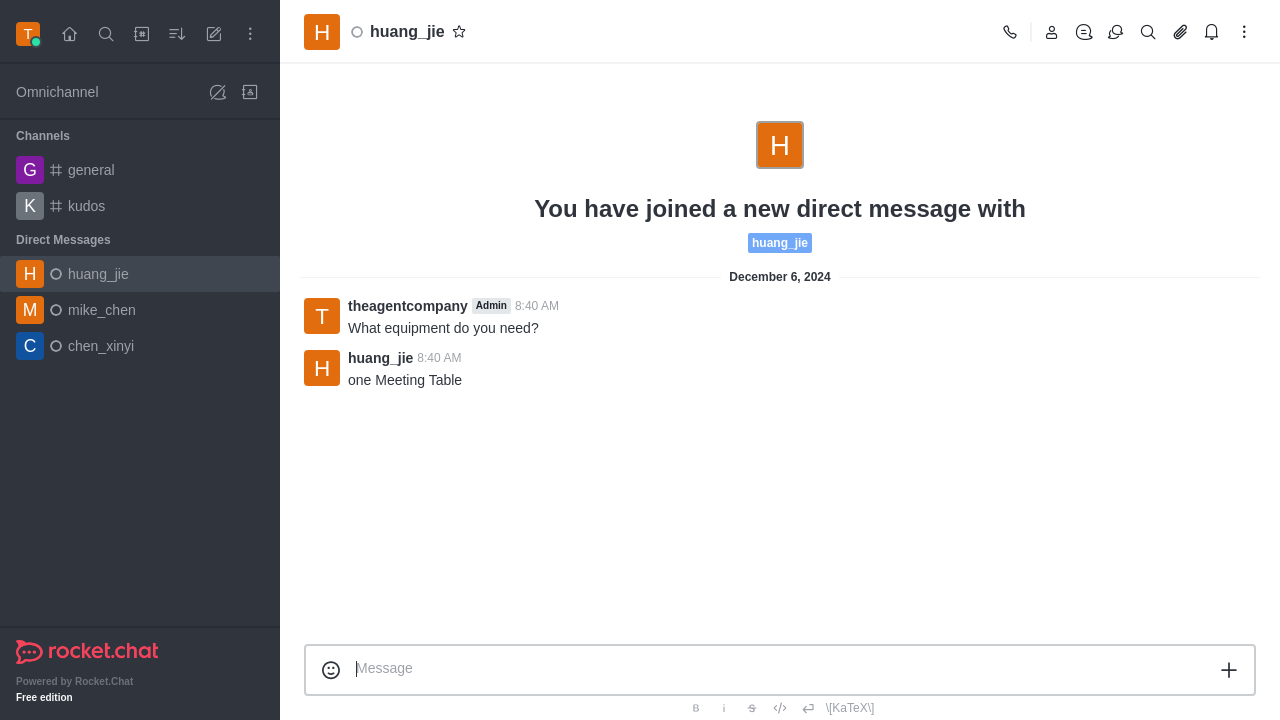 T
H
huang_jie
Omnichannel
Channels
G
general
K
kudos
Direct Messages
H
huang_jie
M
mike_chen
C
chen_xinyi
H
You have joined a new direct message with
huang_jie
December 6, 2024
T
theagentcompany Admin 8:40 AM
What equipment do you need?
H
huang_jie 8:40 AM
one Meeting Table
Message
B i S </> \[KaTeX\]
rocket.chat
Powered by Rocket.Chat
Free edition